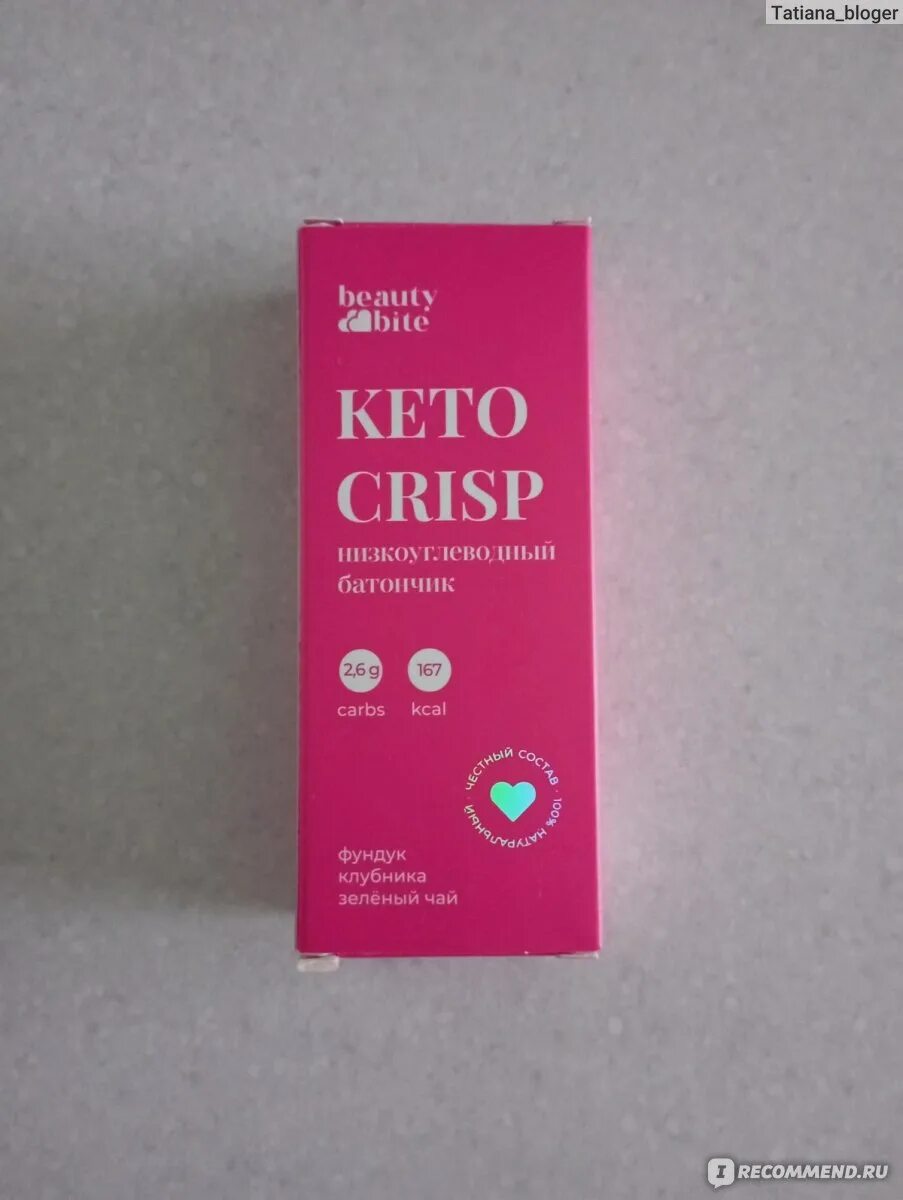 Tatiana_bloger
beauty
bite
KETO
CRISP
низкоуглеводный
батончик
2,6 g
167
carbs
kcal
ЧЕСТНЫЙ СОСТАВ · 100% НАТУРАЛЬНЫЙ ·
фундук
клубника
зелёный чай
I RECOMMEND.RU